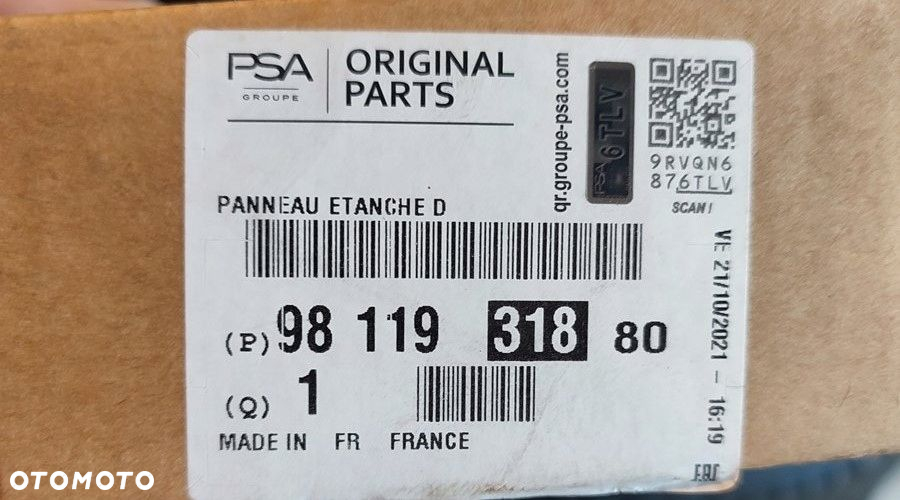 PSA
GROUPE
ORIGINAL
PARTS
qr.groupe-psa.com
PSA 6TLV
9RVQN6
876TLV
SCAN!
PANNEAU ETANCHE D
(P) 98 119 318 80
(Q) 1
MADE IN FR FRANCE
VE 21/10/2021 - 16:19
EAC
OTOMOTO